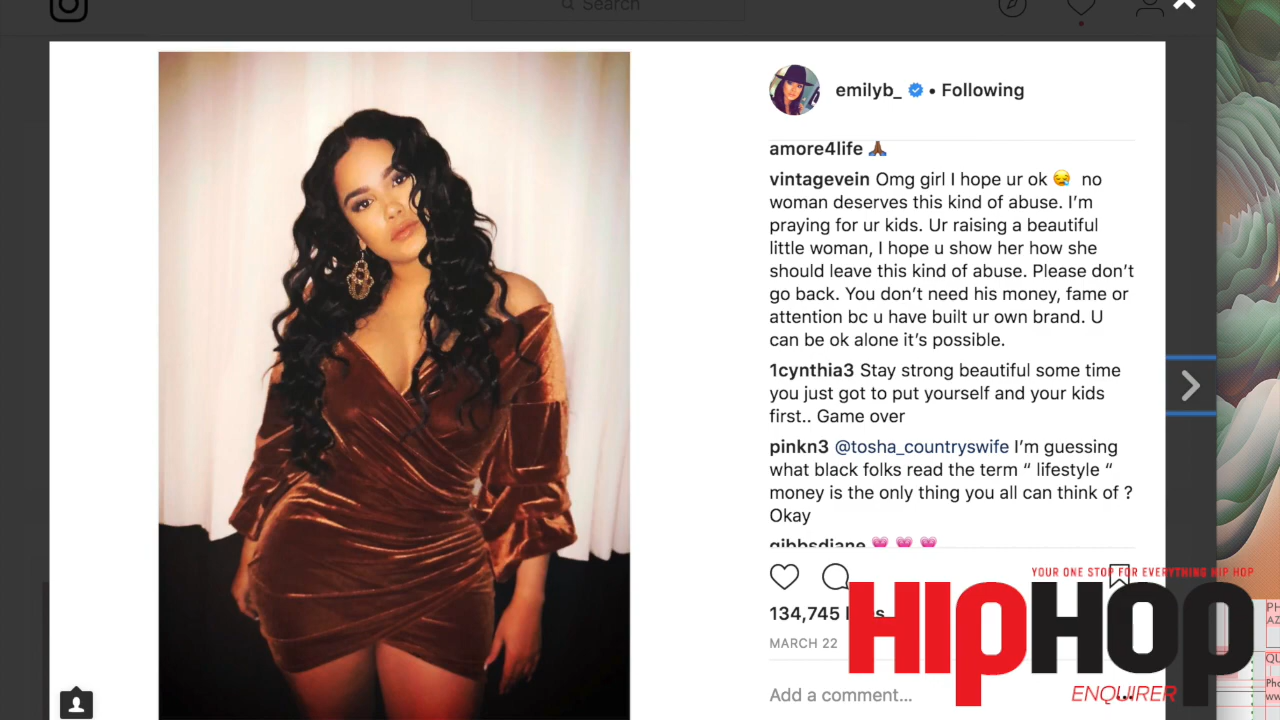 Search
emilyb_ • Following
amore4life 🙏🏾
vintagevein Omg girl I hope ur ok 😪 no
woman deserves this kind of abuse. I’m
praying for ur kids. Ur raising a beautiful
little woman, I hope u show her how she
should leave this kind of abuse. Please don’t
go back. You don’t need his money, fame or
attention bc u have built ur own brand. U
can be ok alone it’s possible.
1cynthia3 Stay strong beautiful some time
you just got to put yourself and your kids
first.. Game over
pinkn3 @tosha_countryswife I’m guessing
what black folks read the term “ lifestyle “
money is the only thing you all can think of ?
Okay
gibbsdiane 💗 💗 💗
YOUR ONE STOP FOR EVERYTHING HIP HOP
134,745
MARCH 22
HIPHOP
ENQUIRER
Add a comment...
PH
AZ
QU
Pho
ww